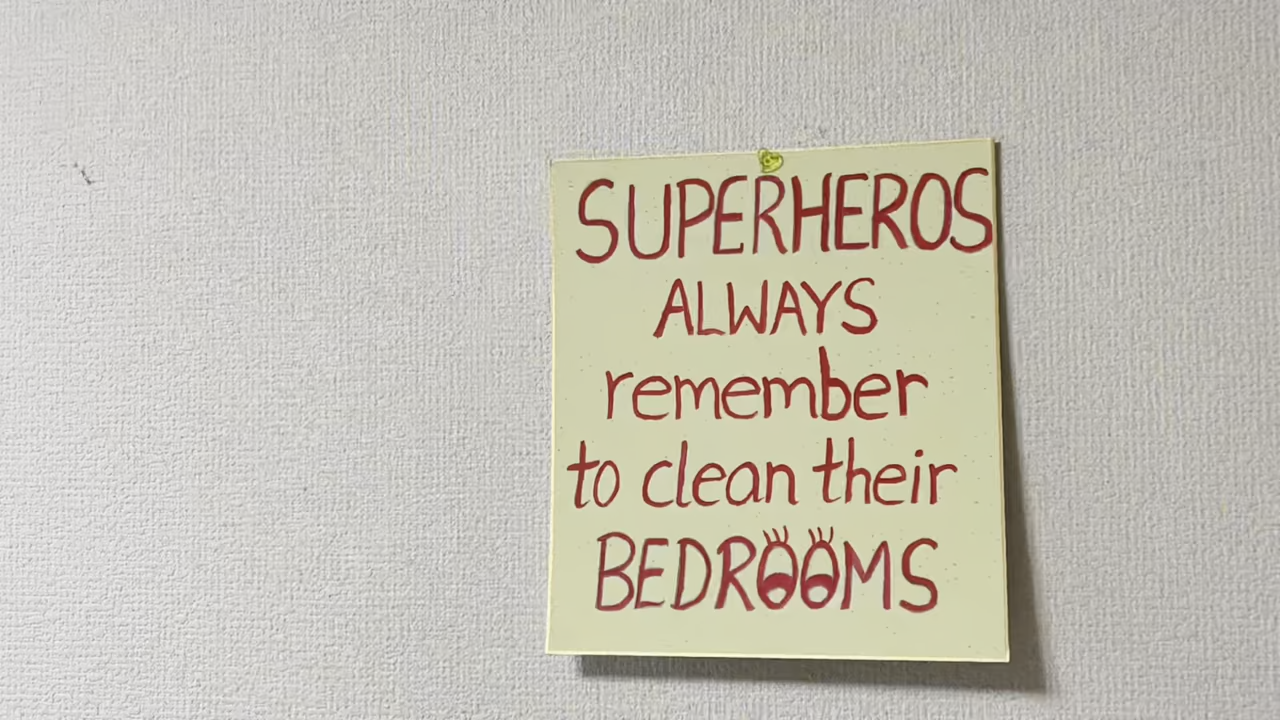 SUPERHEROS
ALWAYS
remember
to clean their
BEDROOMS